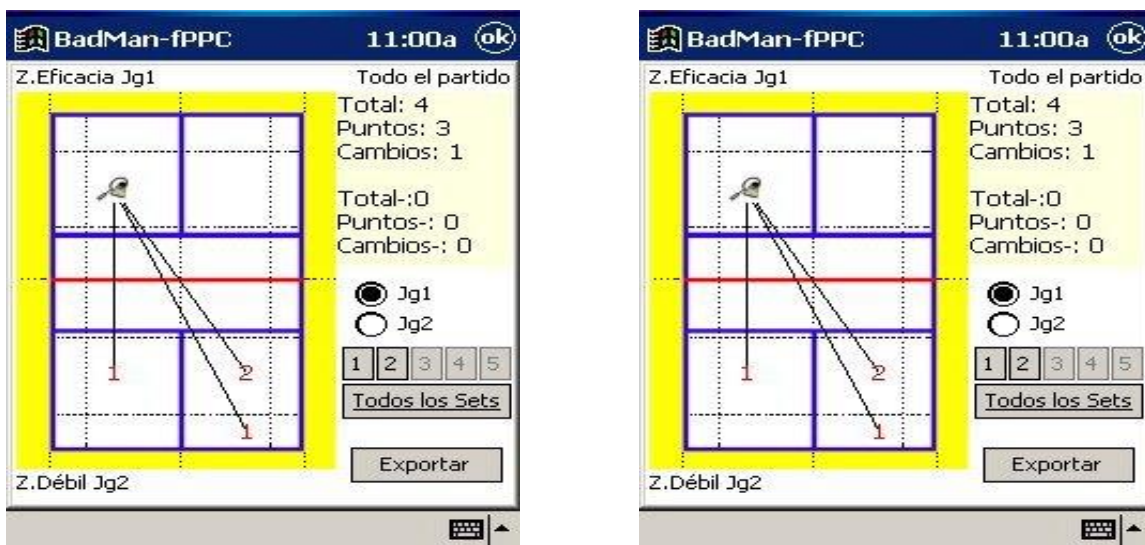 BadMan-fPPC 11:00a ok
Z.Eficacia Jg1 Todo el partido
Total: 4
Puntos: 3
Cambios: 1
Total-:0
Puntos-: 0
Cambios-: 0
Jg1
Jg2
1 2 3 4 5
Todos los Sets
1 2
1
Exportar
Z.Débil Jg2
BadMan-fPPC 11:00a ok
Z.Eficacia Jg1 Todo el partido
Total: 4
Puntos: 3
Cambios: 1
Total-:0
Puntos-: 0
Cambios-: 0
Jg1
Jg2
1 2 3 4 5
Todos los Sets
1 2
1
Exportar
Z.Débil Jg2